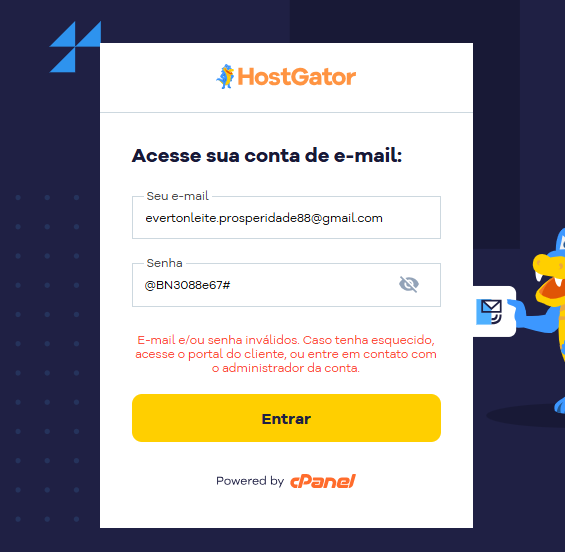 HostGator
Acesse sua conta de e-mail:
Seu e-mail
evertonleite.prosperidade88@gmail.com
Senha
@BN3088e67#
E-mail e/ou senha inválidos. Caso tenha esquecido,
acesse o portal do cliente, ou entre em contato com
o administrador da conta.
Entrar
Powered by cPanel